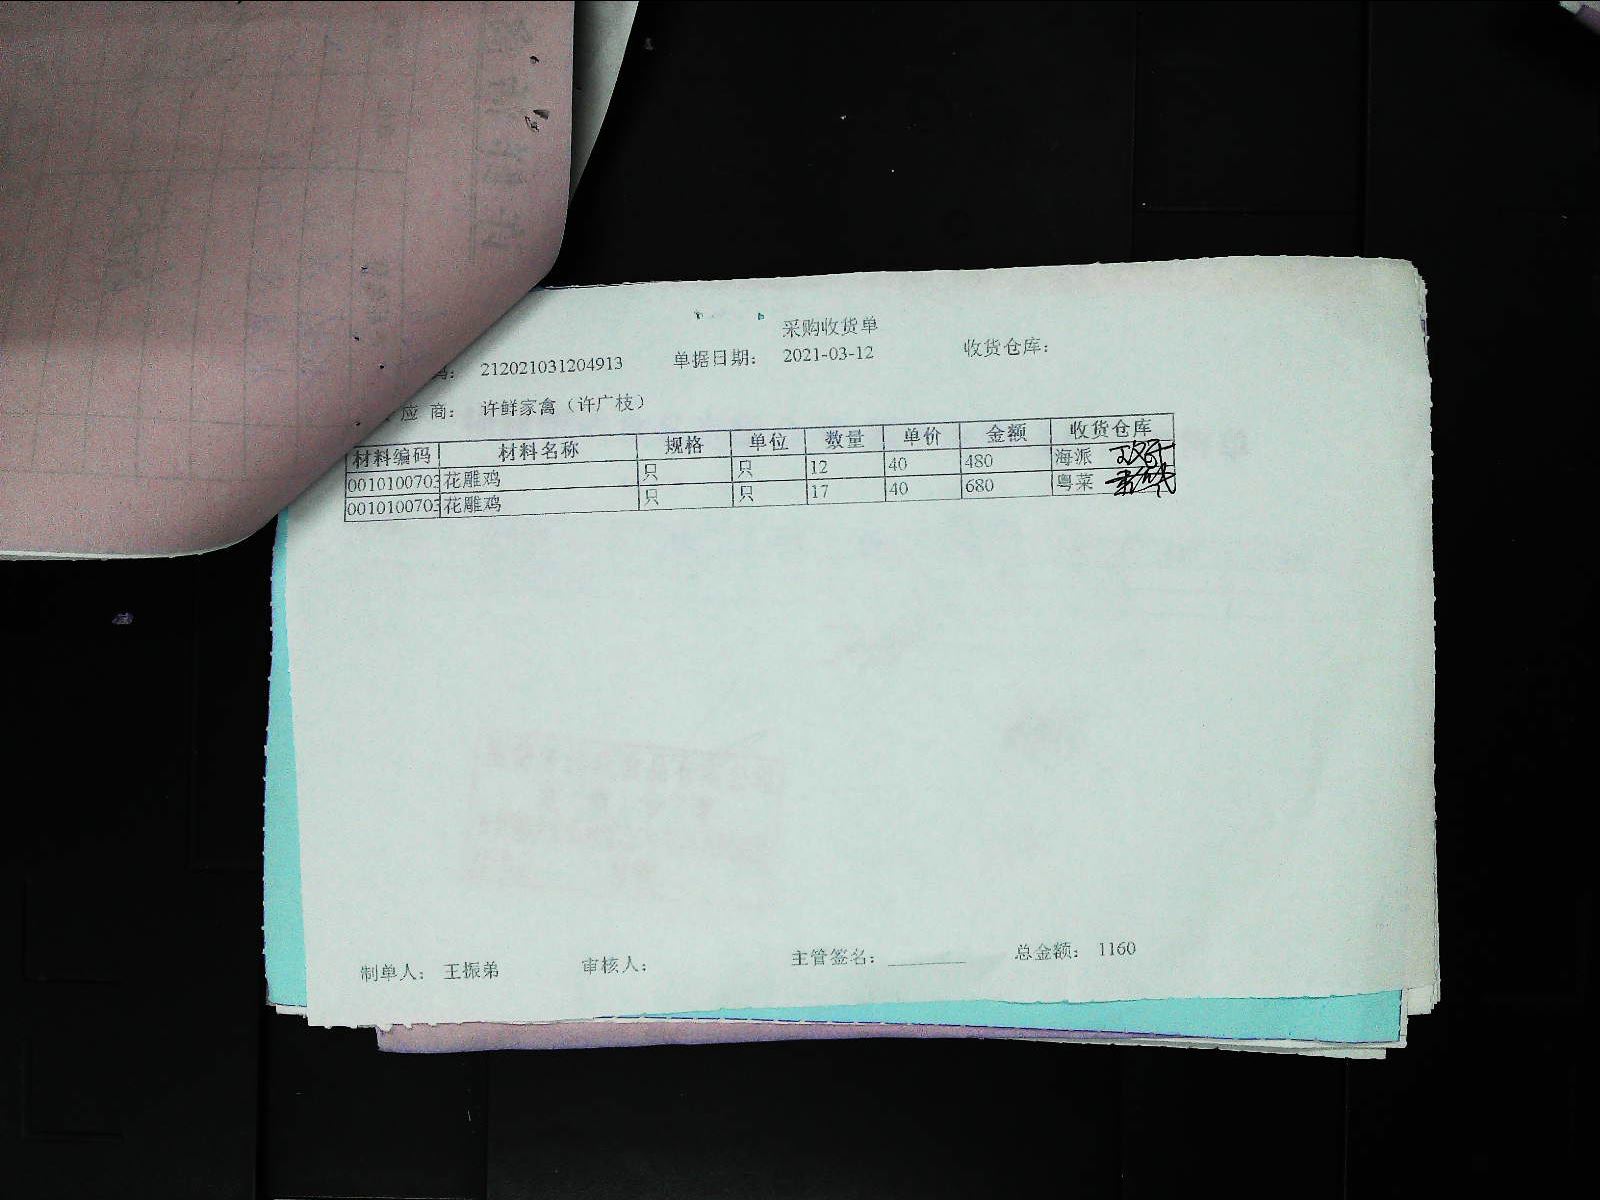 采购收货单
码： 212021031204913 单据日期： 2021-03-12 收货仓库：
应 商： 许鲜家禽（许广枝）
材料编码 材料名称 规格 单位 数量 单价 金额 收货仓库
0010100703 花雕鸡 只 只 12 40 480 海派
0010100703 花雕鸡 只 只 17 40 680 粤菜
制单人： 王振弟 审核人： 主管签名： 总金额： 1160